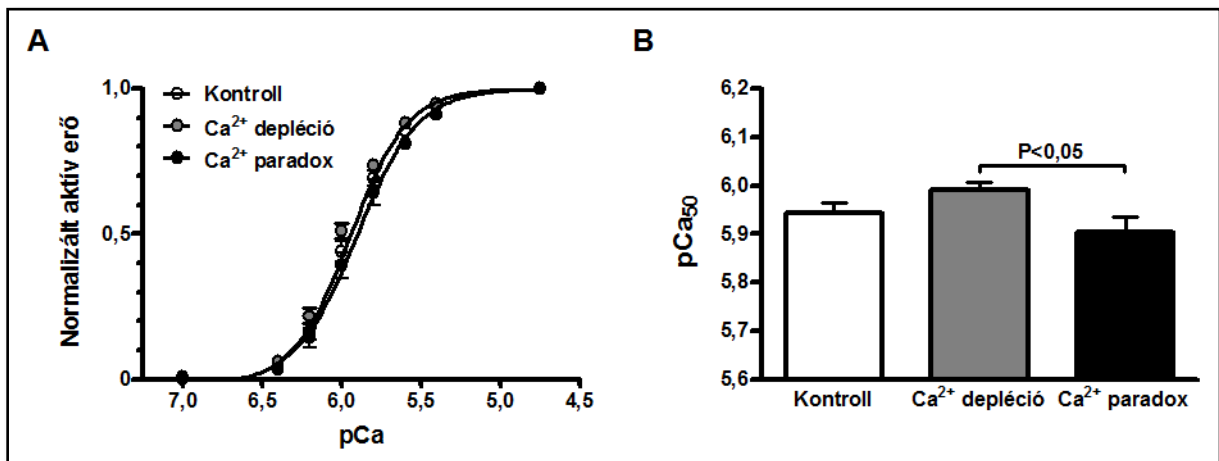 A
Normalizált aktív erő
1,0
0,5
0
Kontroll
Ca²⁺ depléció
Ca²⁺ paradox
7,0 6,5 6,0 5,5 5,0 4,5
pCa
B
pCa₅₀
6,2
6,1
6,0
5,9
5,8
5,7
5,6
P<0,05
Kontroll Ca²⁺ depléció Ca²⁺ paradox